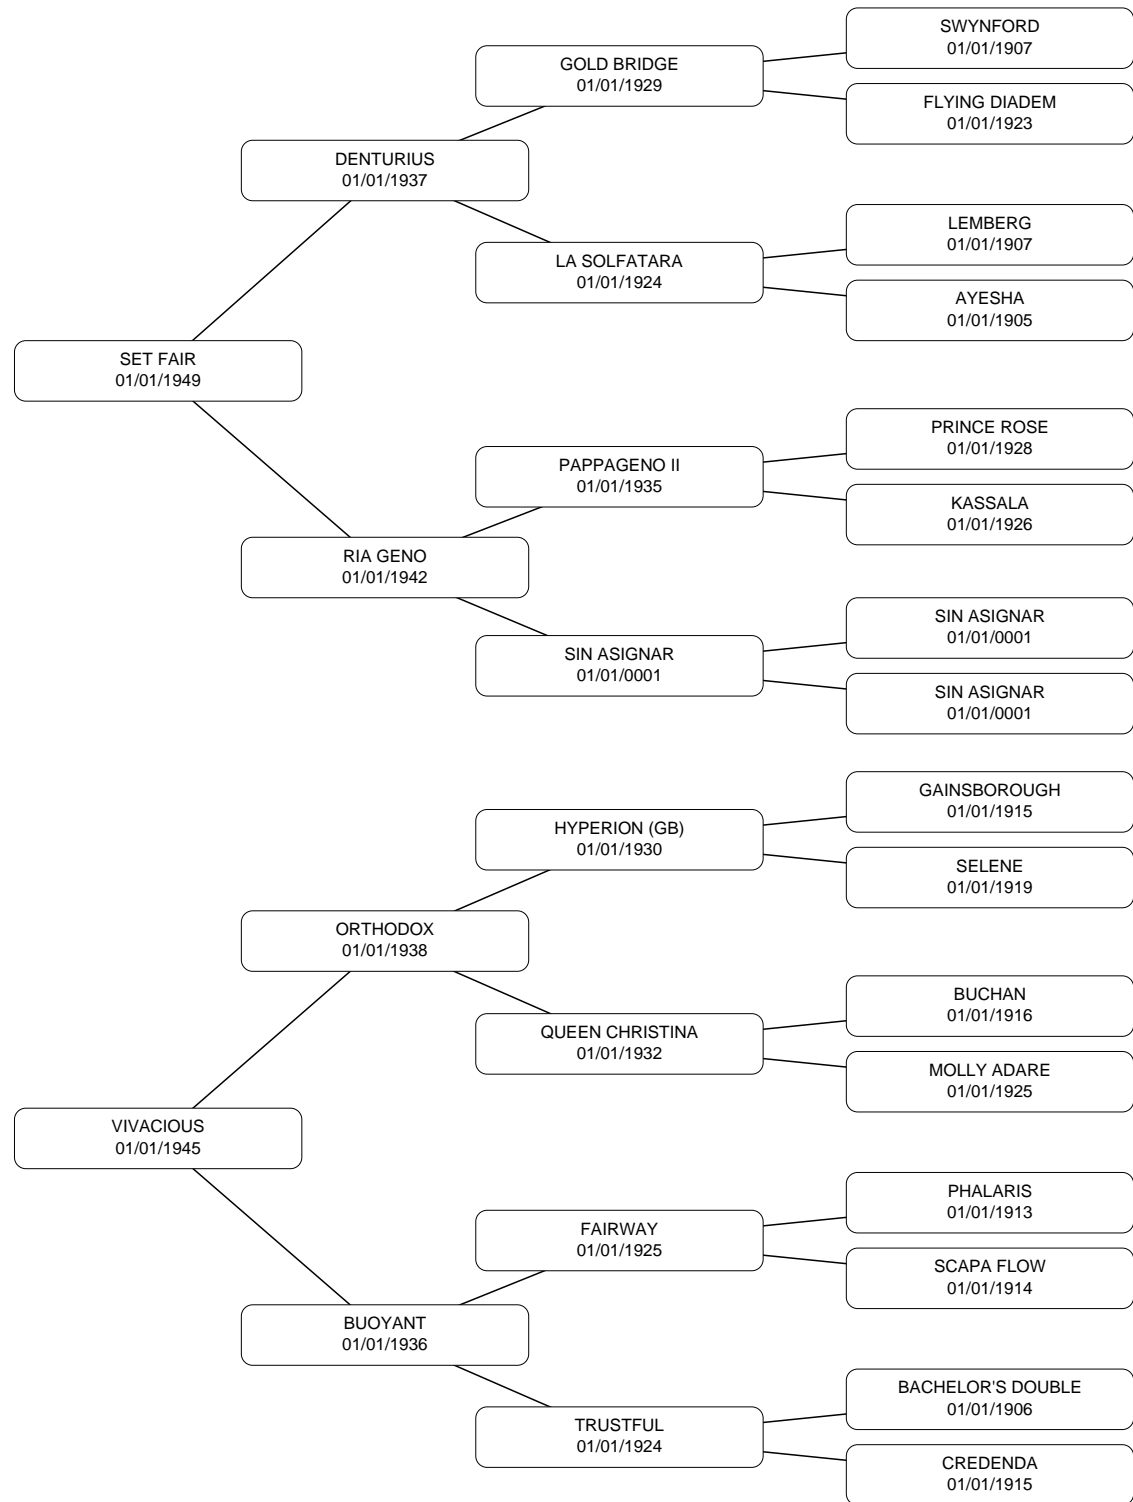 SWYNFORD
01/01/1907
GOLD BRIDGE
01/01/1929
FLYING DIADEM
01/01/1923
DENTURIUS
01/01/1937
LEMBERG
01/01/1907
LA SOLFATARA
01/01/1924
AYESHA
01/01/1905
SET FAIR
01/01/1949
PRINCE ROSE
01/01/1928
PAPPAGENO II
01/01/1935
KASSALA
01/01/1926
RIA GENO
01/01/1942
SIN ASIGNAR
01/01/0001
SIN ASIGNAR
01/01/0001
SIN ASIGNAR
01/01/0001
GAINSBOROUGH
01/01/1915
HYPERION (GB)
01/01/1930
SELENE
01/01/1919
ORTHODOX
01/01/1938
BUCHAN
01/01/1916
QUEEN CHRISTINA
01/01/1932
MOLLY ADARE
01/01/1925
VIVACIOUS
01/01/1945
PHALARIS
01/01/1913
FAIRWAY
01/01/1925
SCAPA FLOW
01/01/1914
BUOYANT
01/01/1936
BACHELOR'S DOUBLE
01/01/1906
TRUSTFUL
01/01/1924
CREDENDA
01/01/1915